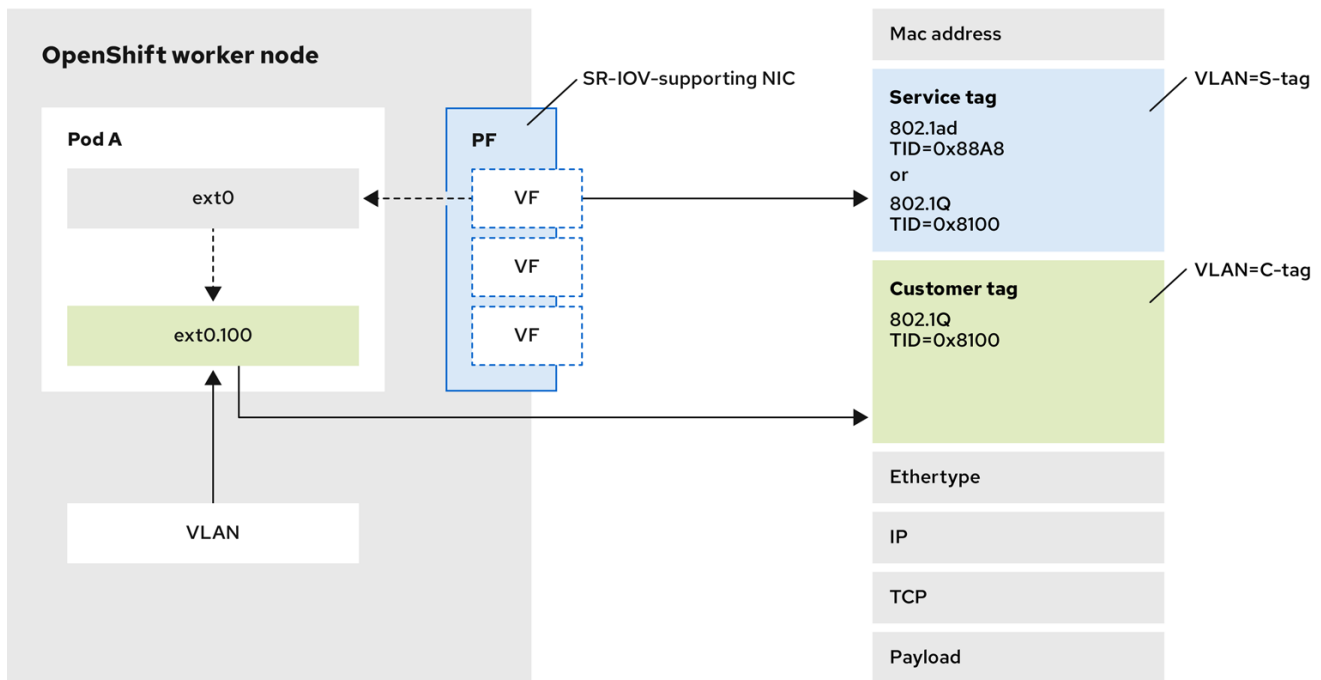 OpenShift worker node
Pod A
ext0
ext0.100
VLAN
SR-IOV-supporting NIC
PF
VF
VF
VF
Mac address
Service tag
802.1ad
TID=0x88A8
or
802.1Q
TID=0x8100
VLAN=S-tag
Customer tag
802.1Q
TID=0x8100
VLAN=C-tag
Ethertype
IP
TCP
Payload